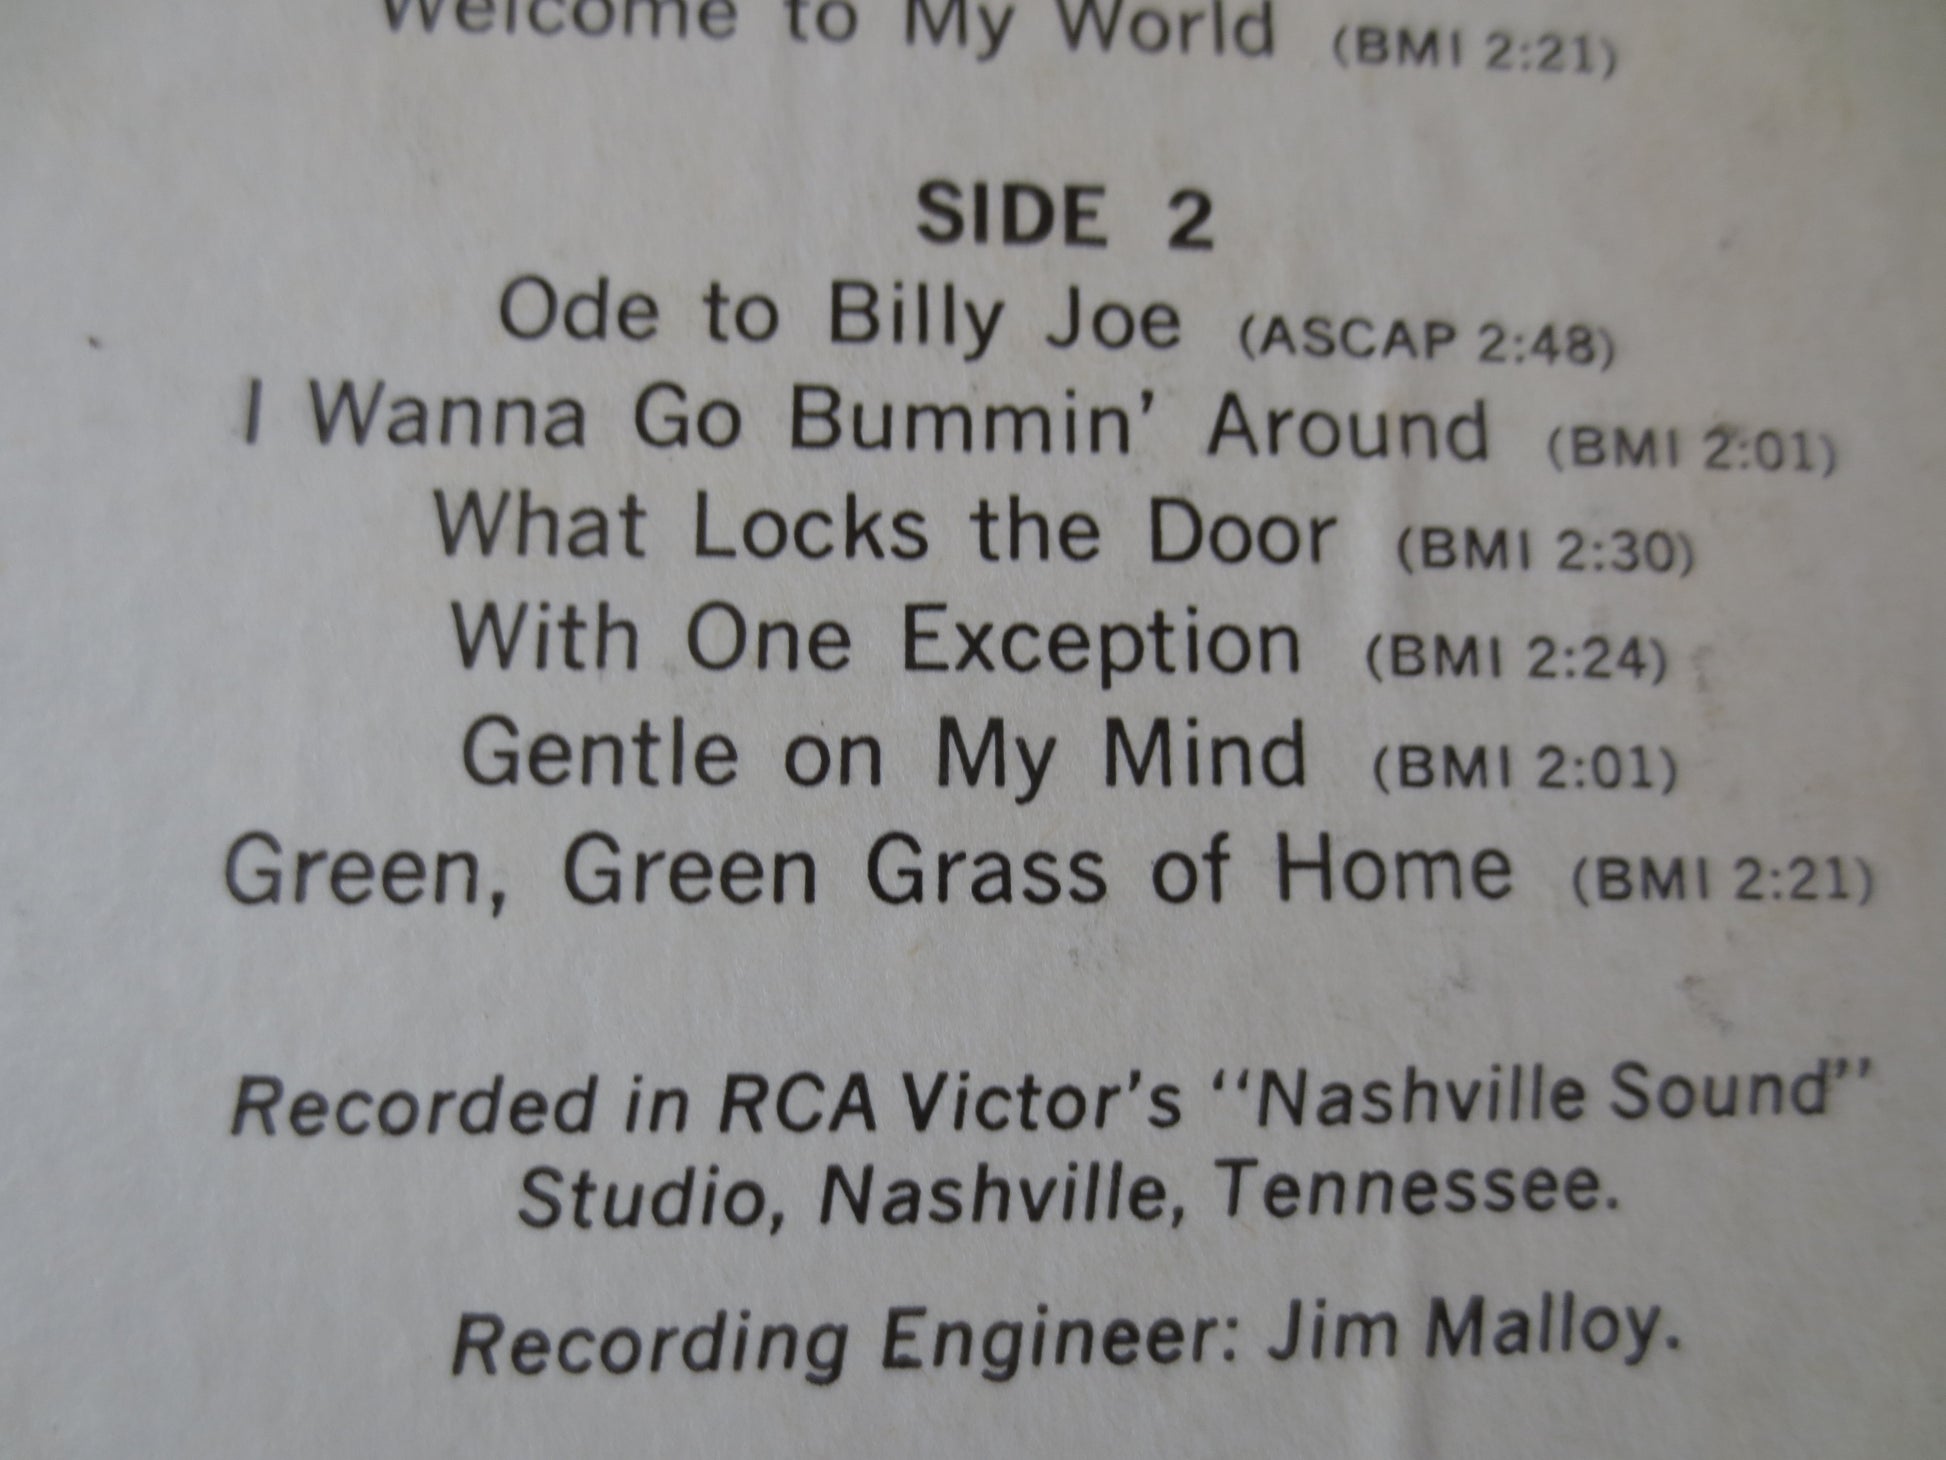 Welcome to My World (BMI 2:21)
SIDE 2
Ode to Billy Joe (ASCAP 2:48)
I Wanna Go Bummin' Around (BMI 2:01)
What Locks the Door (BMI 2:30)
With One Exception (BMI 2:24)
Gentle on My Mind (BMI 2:01)
Green, Green Grass of Home (BMI 2:21)
Recorded in RCA Victor's "Nashville Sound"
Studio, Nashville, Tennessee.
Recording Engineer: Jim Malloy.